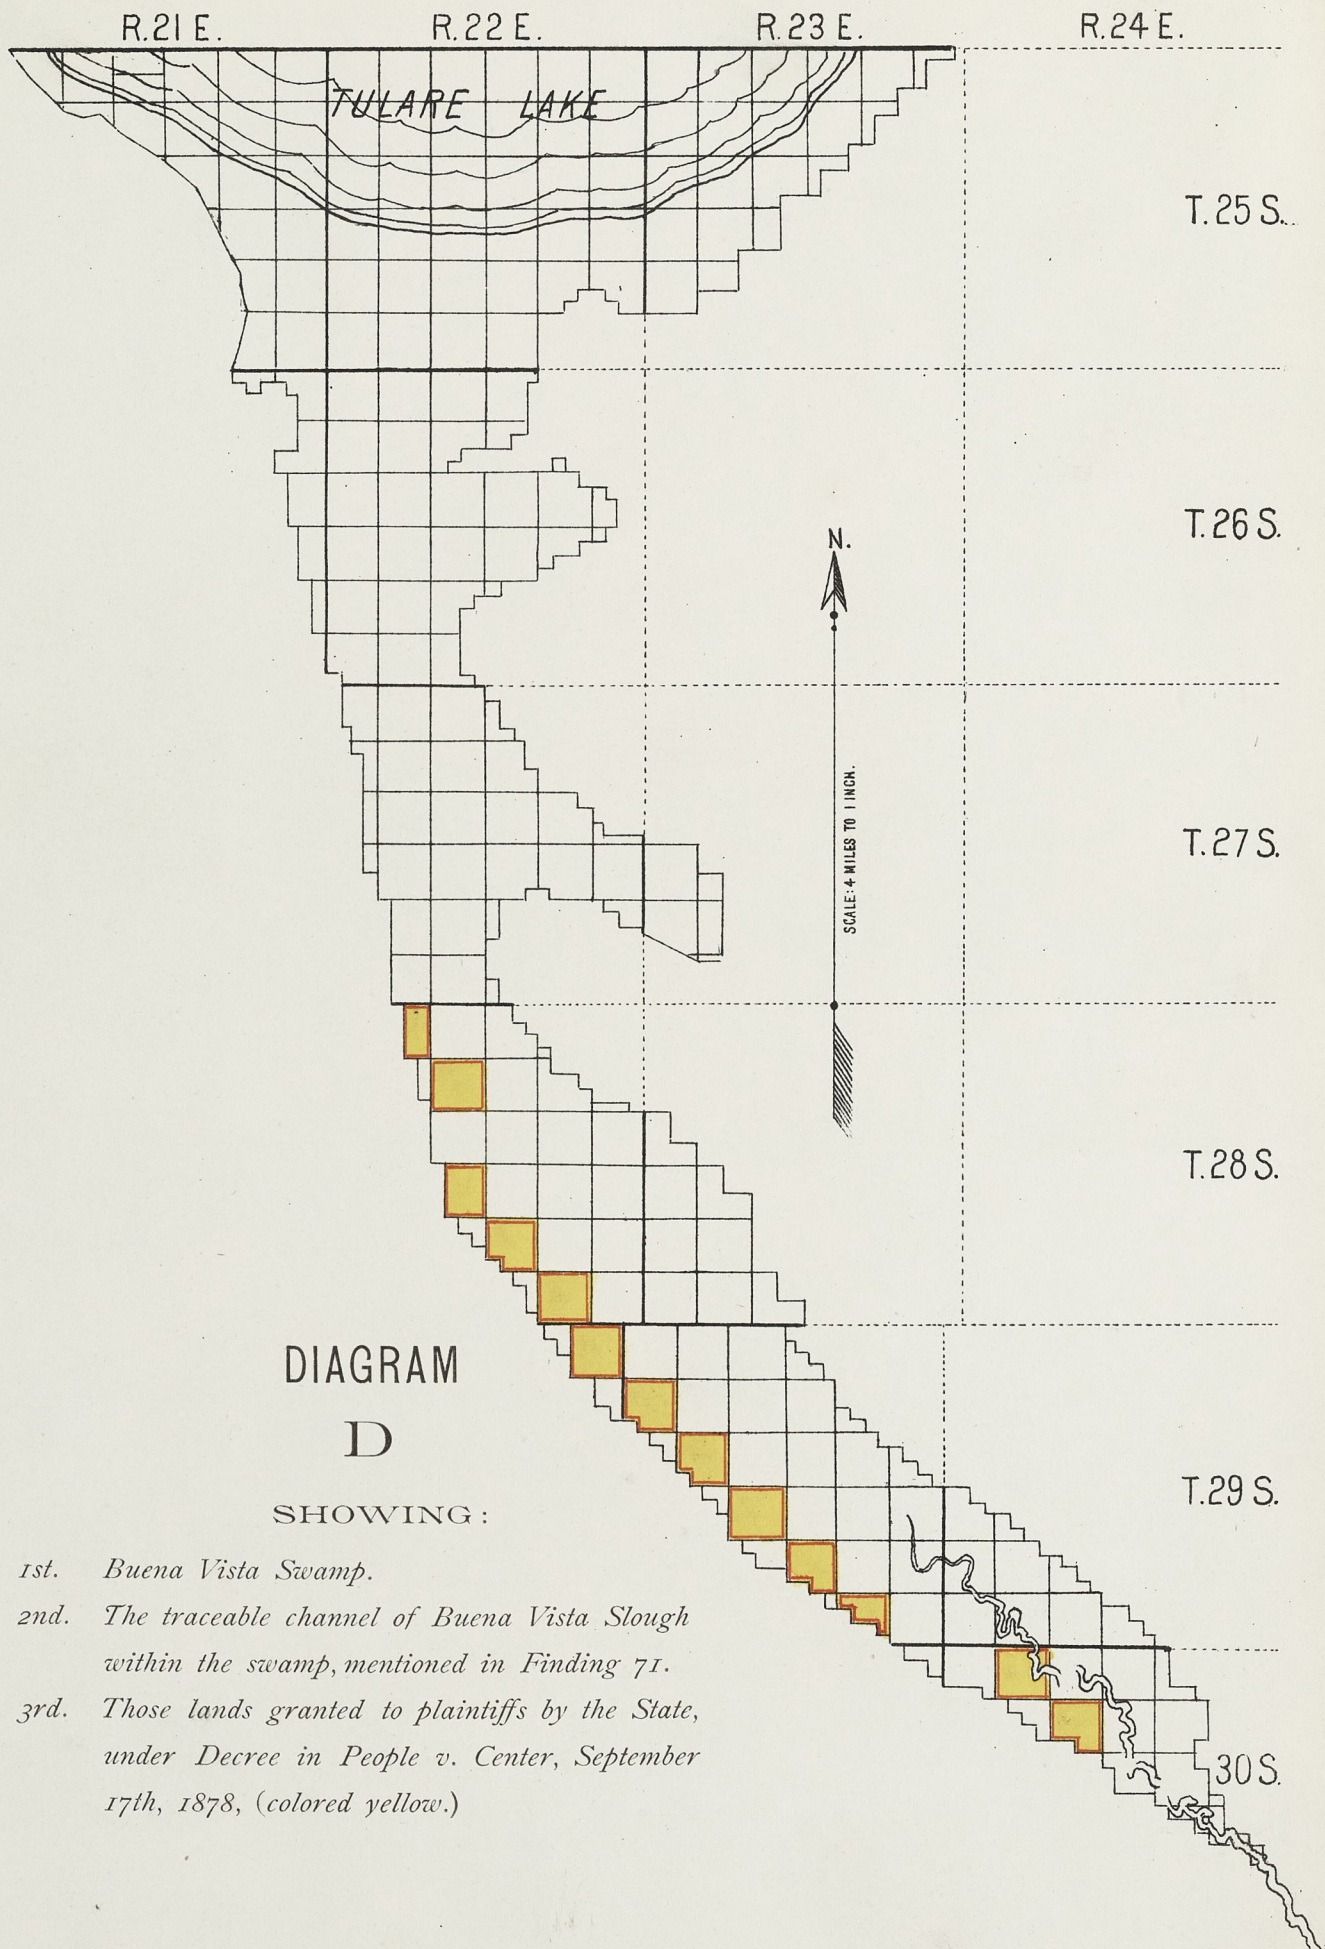 R.21 E. R.22 E. R.23 E. R.24 E.
TULARE LAKE
T.25 S.
T.26 S.
N.
SCALE: 4 MILES TO 1 INCH.
T.27 S.
T.28 S.
T.29 S.
30 S.
DIAGRAM
D
SHOWING:
1st. Buena Vista Swamp.
2nd. The traceable channel of Buena Vista Slough
within the swamp, mentioned in Finding 71.
3rd. Those lands granted to plaintiffs by the State,
under Decree in People v. Center, September
17th, 1878, (colored yellow.)